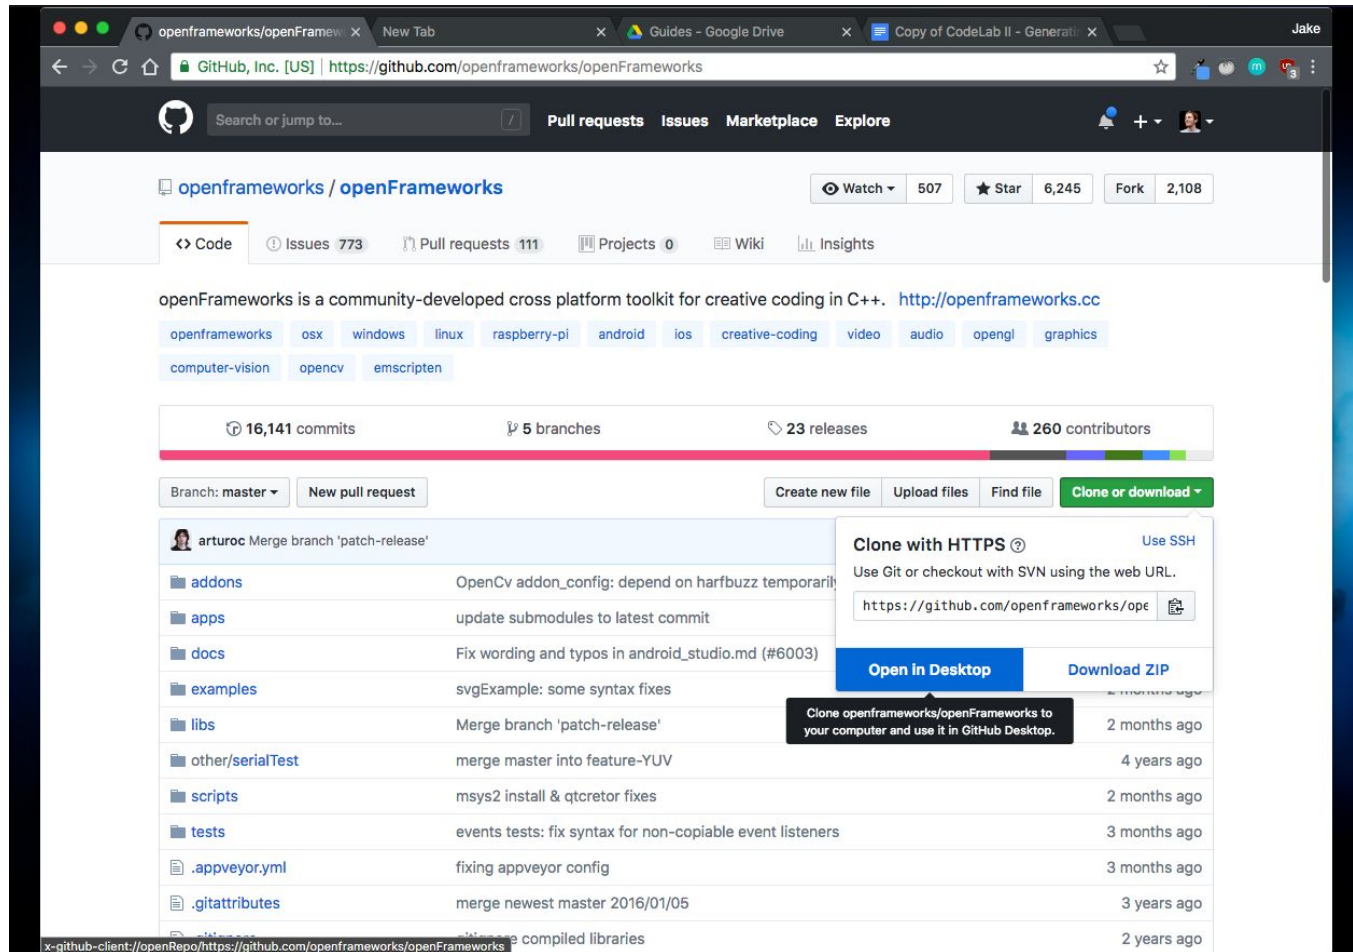 openframeworks/openFramew
New Tab
Guides - Google Drive
Copy of CodeLab II - Generati
Jake
GitHub, Inc. [US] | https://github.com/openframeworks/openFrameworks
3
Search or jump to...
/
Pull requests Issues Marketplace Explore
openframeworks / openFrameworks
Watch 507
Star 6,245
Fork 2,108
Code
Issues 773
Pull requests 111
Projects 0
Wiki
Insights
openFrameworks is a community-developed cross platform toolkit for creative coding in C++. http://openframeworks.cc
openframeworks osx windows linux raspberry-pi android ios creative-coding video audio opengl graphics
computer-vision opencv emscripten
16,141 commits
5 branches
23 releases
260 contributors
Branch: master
New pull request
Create new file
Upload files
Find file
Clone or download
arturoc Merge branch 'patch-release'
Clone with HTTPS
Use SSH
Use Git or checkout with SVN using the web URL.
https://github.com/openframeworks/ope
Open in Desktop
Download ZIP
Clone openframeworks/openFrameworks to
your computer and use it in GitHub Desktop.
addons OpenCv addon_config: depend on harfbuzz temporarily
apps update submodules to latest commit
docs Fix wording and typos in android_studio.md (#6003)
examples svgExample: some syntax fixes 2 months ago
libs Merge branch 'patch-release' 2 months ago
other/serialTest merge master into feature-YUV 4 years ago
scripts msys2 install & qtcretor fixes 2 months ago
tests events tests: fix syntax for non-copiable event listeners 3 months ago
.appveyor.yml fixing appveyor config 3 months ago
.gitattributes merge newest master 2016/01/05 3 years ago
compiled libraries 2 years ago
x-github-client://openRepo/https://github.com/openframeworks/openFrameworks